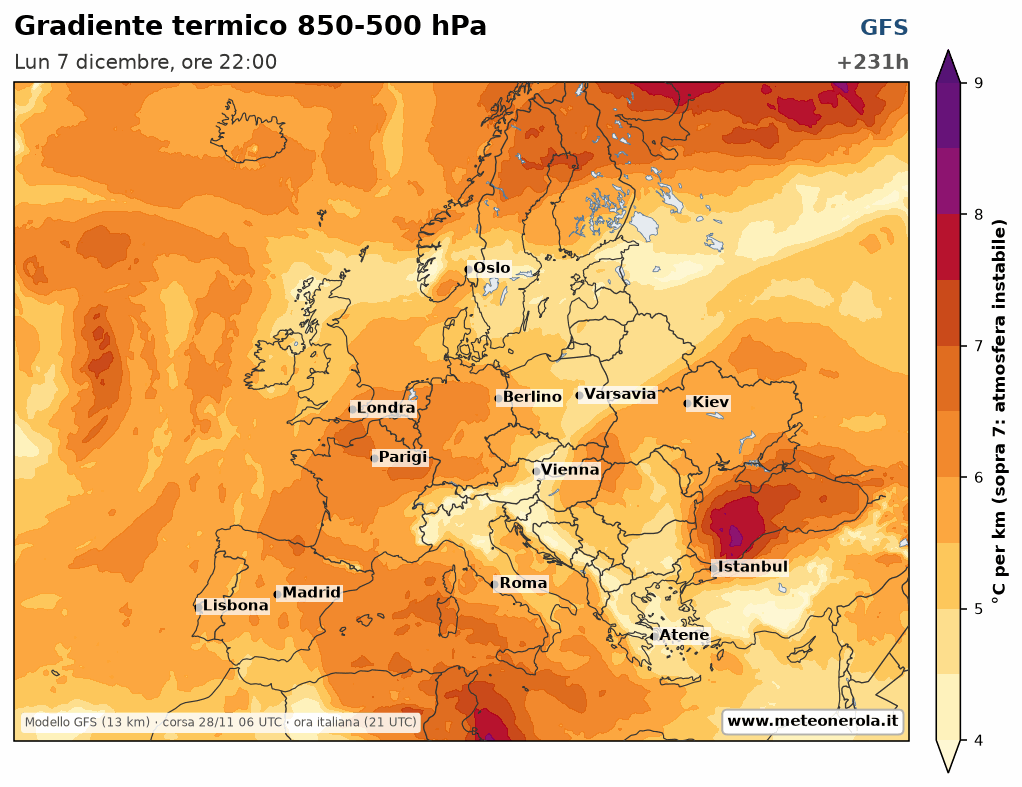 Gradiente termico 850-500 hPa
GFS
Lun 7 dicembre, ore 22:00
+231h
9
8
7
6
5
4
°C per km (sopra 7: atmosfera instabile)
Oslo
Berlino
Varsavia
Kiev
Londra
Parigi
Vienna
Istanbul
Roma
Madrid
Lisbona
Atene
Modello GFS (13 km) · corsa 28/11 06 UTC · ora italiana (21 UTC)
www.meteonerola.it